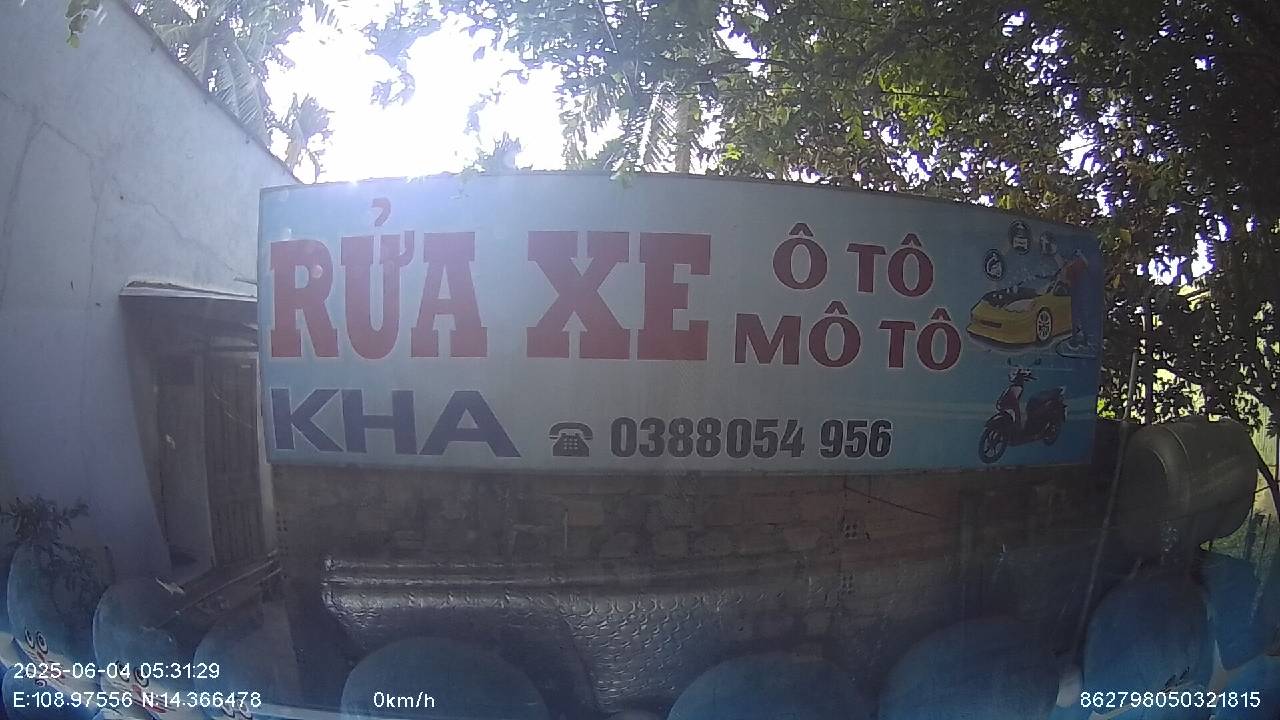 RỬA XE
Ô TÔ
MÔ TÔ
KHA
☎ 0388054 956
2025-06-04 05:31:29
E:108.97556 N:14.366478
0km/h
862798050321815